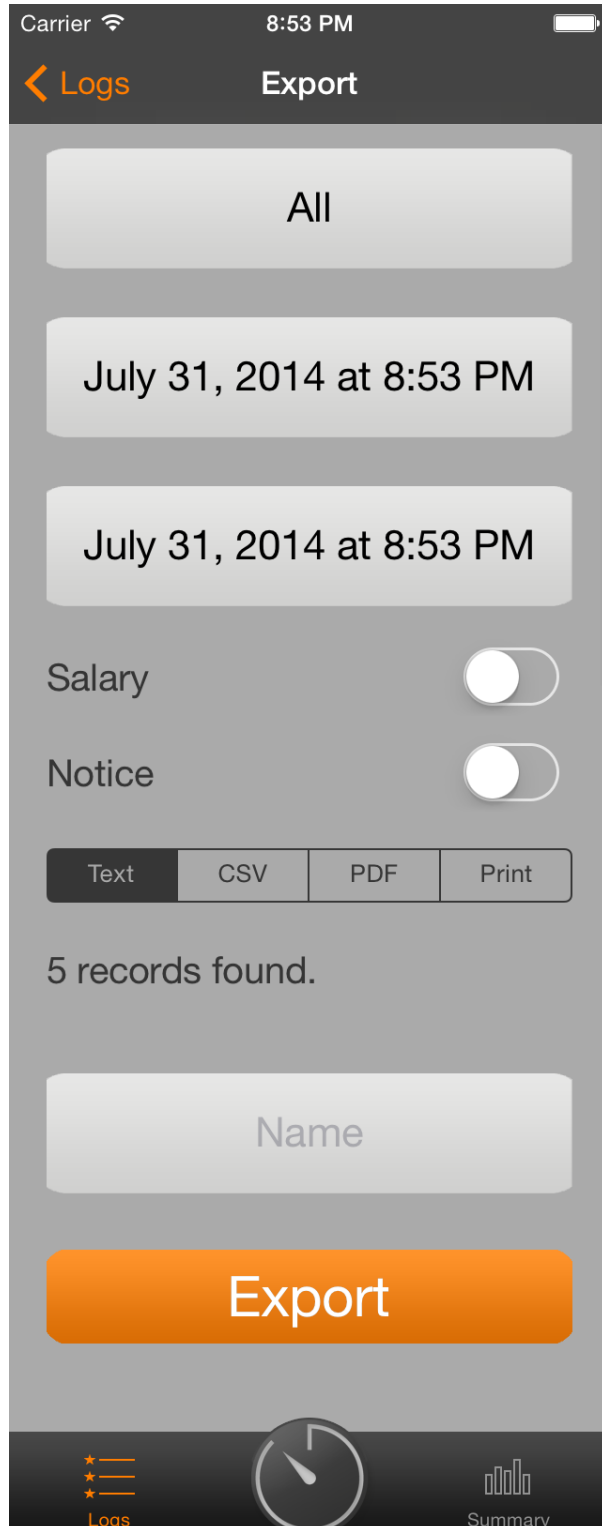 Carrier 8:53 PM
Logs Export
All
July 31, 2014 at 8:53 PM
July 31, 2014 at 8:53 PM
Salary
Notice
Text CSV PDF Print
5 records found.
Name
Export
Logs Summary